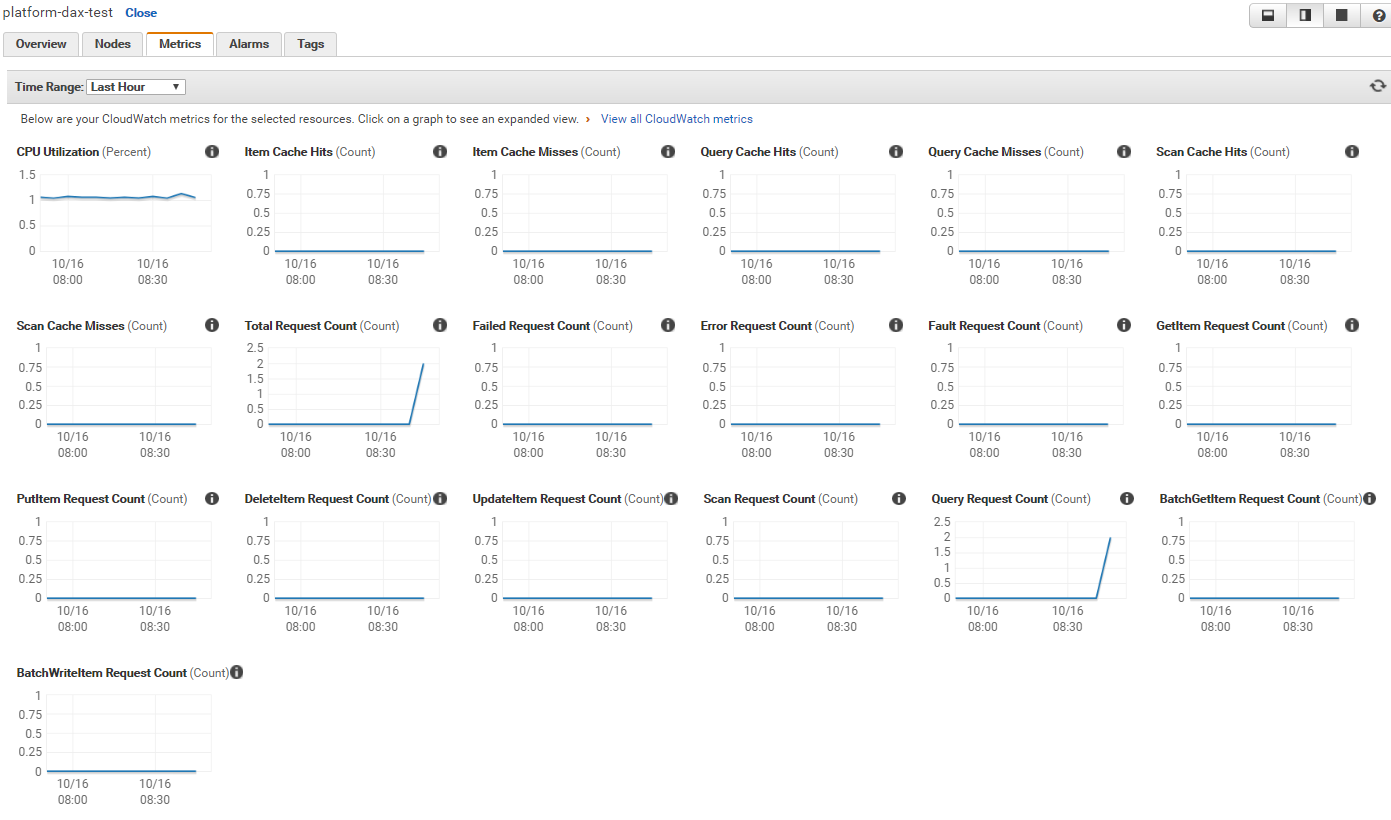 platform-dax-test Close
Overview Nodes Metrics Alarms Tags
Time Range: Last Hour
Below are your CloudWatch metrics for the selected resources. Click on a graph to see an expanded view. › View all CloudWatch metrics
CPU Utilization (Percent) Item Cache Hits (Count) Item Cache Misses (Count) Query Cache Hits (Count) Query Cache Misses (Count) Scan Cache Hits (Count)
1.5 1 1 1 1 1
1 0.75 0.75 0.75 0.75 0.75
0.5 0.5 0.5 0.5 0.5
0.5 0.25 0.25 0.25 0.25 0.25
0 0 0 0 0 0
10/16 10/16 10/16 10/16 10/16 10/16 10/16 10/16 10/16 10/16 10/16 10/16
08:00 08:30 08:00 08:30 08:00 08:30 08:00 08:30 08:00 08:30 08:00 08:30
Scan Cache Misses (Count) Total Request Count (Count) Failed Request Count (Count) Error Request Count (Count) Fault Request Count (Count) GetItem Request Count (Count)
1 2.5 1 1 1 1
0.75 2 0.75 0.75 0.75 0.75
0.5 1.5 0.5 0.5 0.5 0.5
1
0.25 0.5 0.25 0.25 0.25 0.25
0 0 0 0 0 0
10/16 10/16 10/16 10/16 10/16 10/16 10/16 10/16 10/16 10/16 10/16 10/16
08:00 08:30 08:00 08:30 08:00 08:30 08:00 08:30 08:00 08:30 08:00 08:30
PutItem Request Count (Count) DeleteItem Request Count (Count) UpdateItem Request Count (Count) Scan Request Count (Count) Query Request Count (Count) BatchGetItem Request Count (Count)
1 1 1 1 2.5 1
0.75 0.75 0.75 0.75 2 0.75
0.5 0.5 0.5 0.5 1.5 0.5
1
0.25 0.25 0.25 0.25 0.5 0.25
0 0 0 0 0 0
10/16 10/16 10/16 10/16 10/16 10/16 10/16 10/16 10/16 10/16 10/16 10/16
08:00 08:30 08:00 08:30 08:00 08:30 08:00 08:30 08:00 08:30 08:00 08:30
BatchWriteItem Request Count (Count)
1
0.75
0.5
0.25
0
10/16 10/16
08:00 08:30